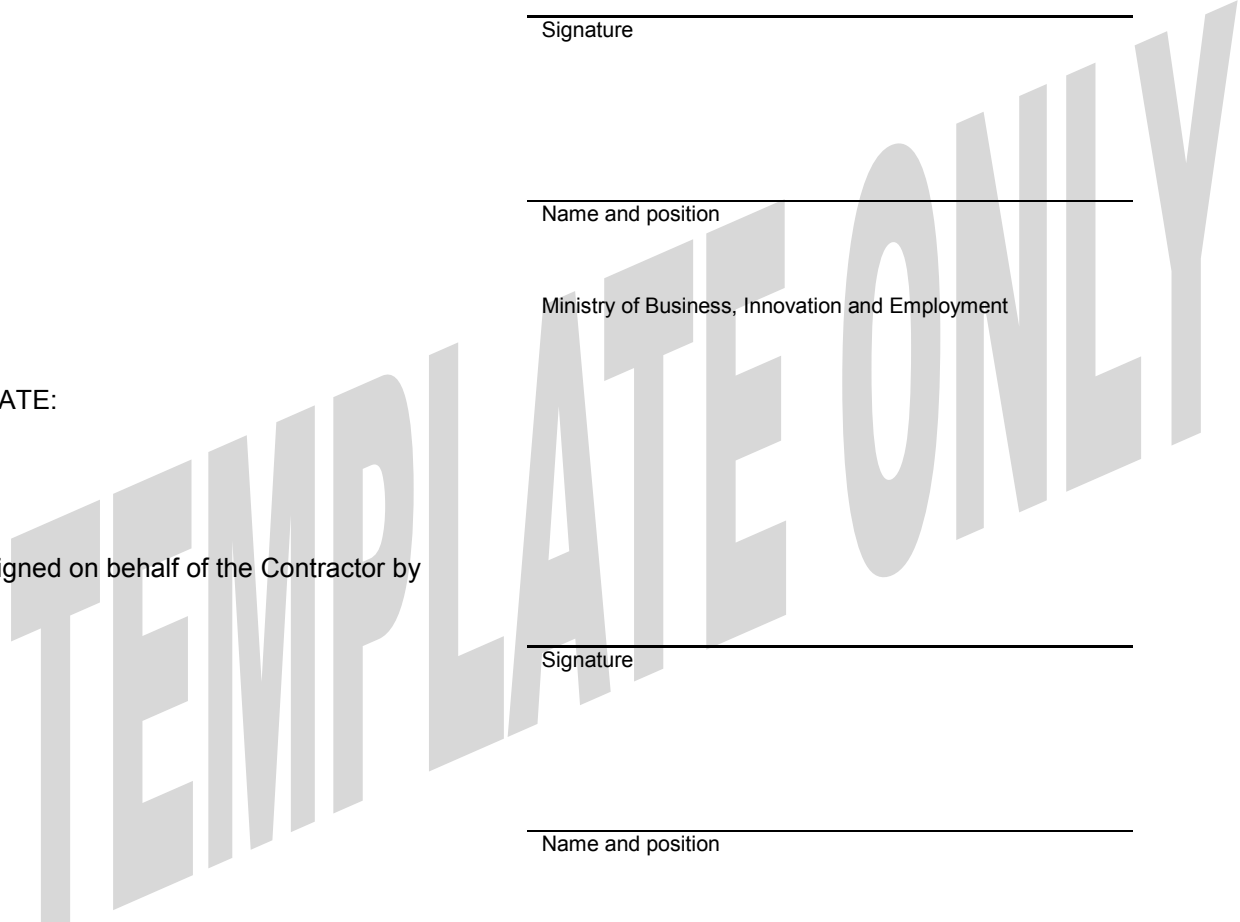 Signature
Name and position
Ministry of Business, Innovation and Employment
ATE:
igned on behalf of the Contractor by
Signature
Name and position
TEMPLATE ONLY